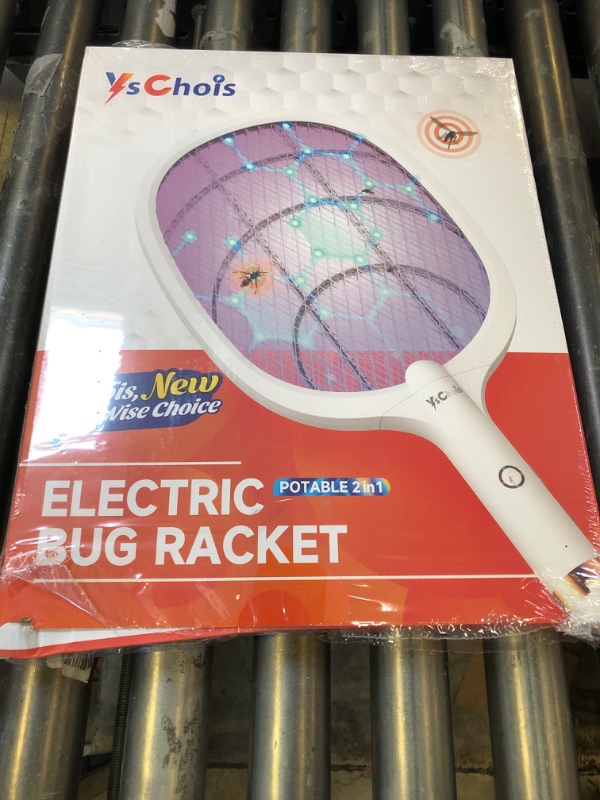 YsChois
YsChois
is, New
Wise Choice
ELECTRIC POTABLE 2 in 1
BUG RACKET